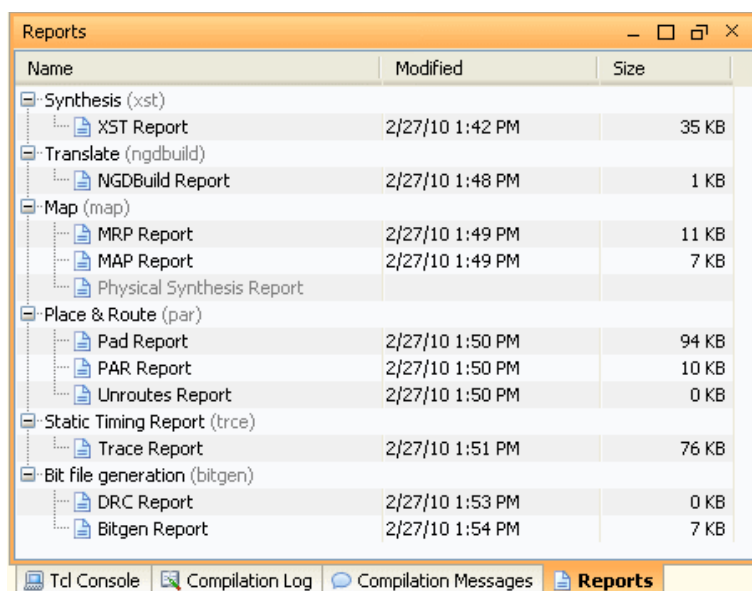 Reports
Name Modified Size
Synthesis (xst)
XST Report 2/27/10 1:42 PM 35 KB
Translate (ngdbuild)
NGDBuild Report 2/27/10 1:48 PM 1 KB
Map (map)
MRP Report 2/27/10 1:49 PM 11 KB
MAP Report 2/27/10 1:49 PM 7 KB
Physical Synthesis Report
Place & Route (par)
Pad Report 2/27/10 1:50 PM 94 KB
PAR Report 2/27/10 1:50 PM 10 KB
Unroutes Report 2/27/10 1:50 PM 0 KB
Static Timing Report (trce)
Trace Report 2/27/10 1:51 PM 76 KB
Bit file generation (bitgen)
DRC Report 2/27/10 1:53 PM 0 KB
Bitgen Report 2/27/10 1:54 PM 7 KB
Tcl Console Compilation Log Compilation Messages Reports